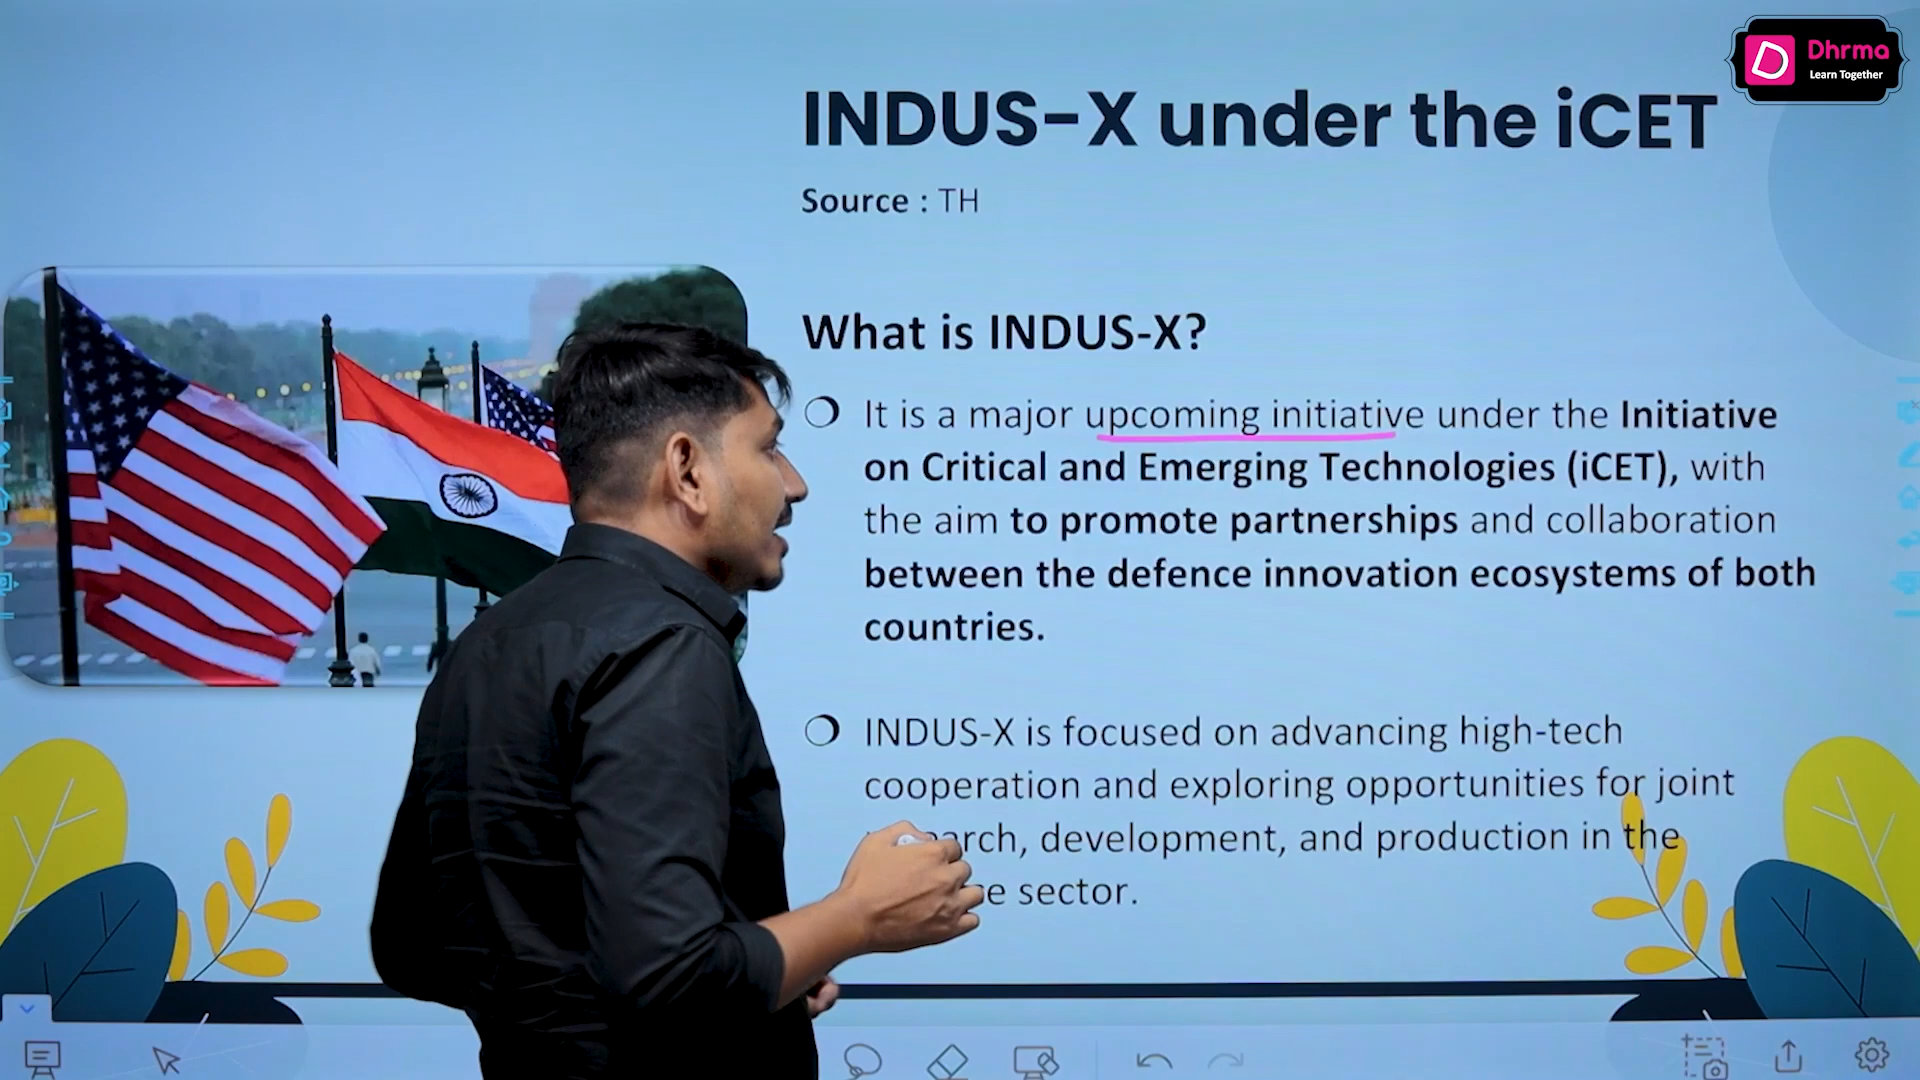 Dhrma
Learn Together
INDUS-X under the iCET
Source : TH
What is INDUS-X?
It is a major upcoming initiative under the Initiative
on Critical and Emerging Technologies (iCET), with
the aim to promote partnerships and collaboration
between the defence innovation ecosystems of both
countries.
INDUS-X is focused on advancing high-tech
cooperation and exploring opportunities for joint
development, and production in the
sector.